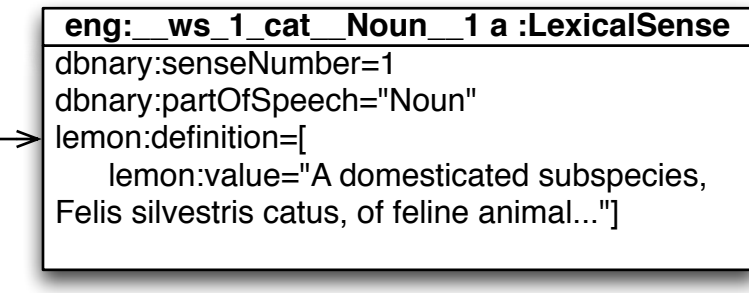 eng:__ws_1_cat__Noun__1 a :LexicalSense
dbnary:senseNumber=1
dbnary:partOfSpeech="Noun"
lemon:definition=[
lemon:value="A domesticated subspecies,
Felis silvestris catus, of feline animal..."]